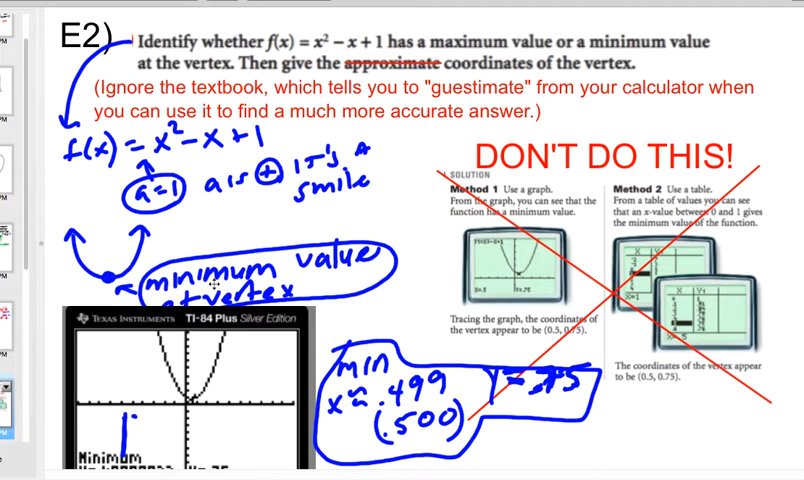 E2) Identify whether f(x) = x² − x + 1 has a maximum value or a minimum value
at the vertex. Then give the approximate coordinates of the vertex.
(Ignore the textbook, which tells you to "guestimate" from your calculator when
you can use it to find a much more accurate answer.)
f(x) = x² − x + 1
a=1
a is + it's a
smile
minimum value
at vertex
DON'T DO THIS!
SOLUTION
Method 1 Use a graph.
From the graph, you can see that the
function has a minimum value.
Tracing the graph, the coordinates of
the vertex appear to be (0.5, 0.75).
Method 2 Use a table.
From a table of values you can see
that an x-value between 0 and 1 gives
the minimum value of the function.
X=1
The coordinates of the vertex appear
to be (0.5, 0.75).
TEXAS INSTRUMENTS TI-84 Plus Silver Edition
Minimum
min
x ≈ .499
(.500)
y = .75